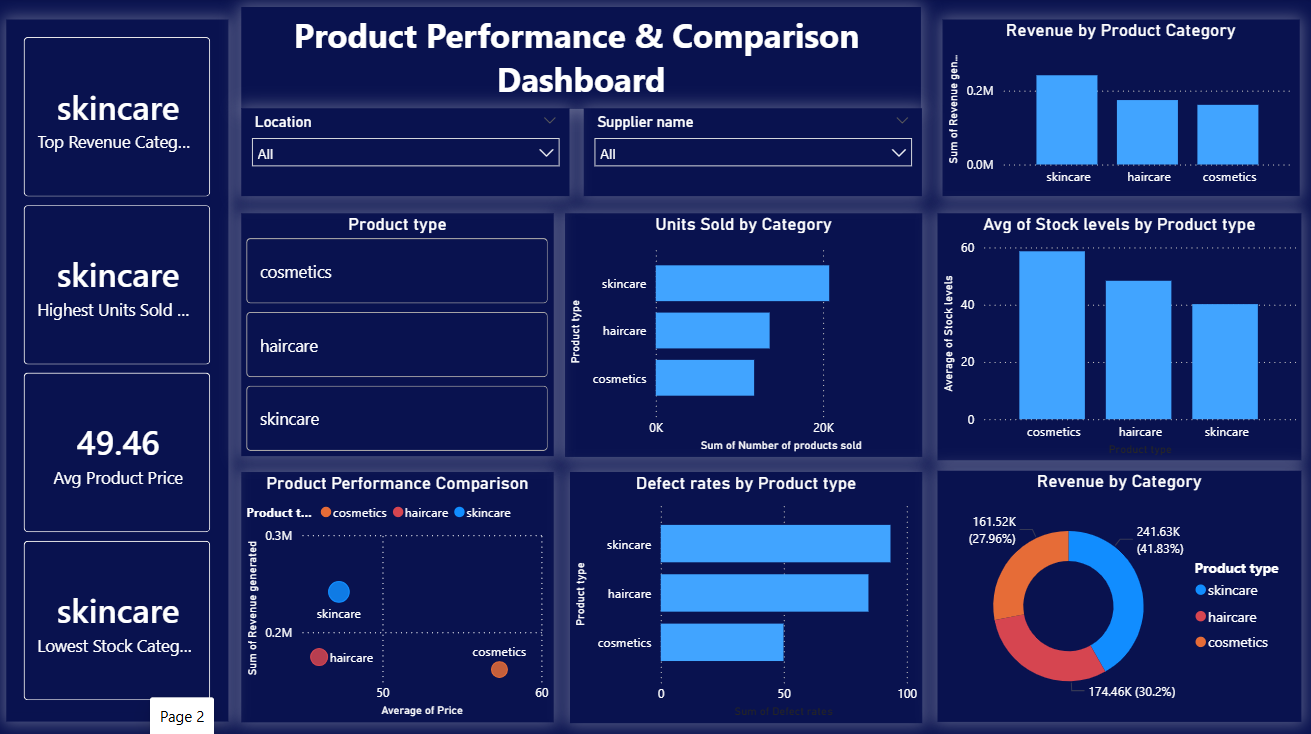 skincare
Top Revenue Categ...
skincare
Highest Units Sold ...
49.46
Avg Product Price
skincare
Lowest Stock Categ...
Page 2
Product Performance & Comparison
Dashboard
Location
All
Supplier name
All
Product type
cosmetics
haircare
skincare
Units Sold by Category
Product type
skincare
haircare
cosmetics
0K
20K
Sum of Number of products sold
Revenue by Product Category
Sum of Revenue gen...
0.2M
0.0M
skincare
haircare
cosmetics
Avg of Stock levels by Product type
Average of Stock levels
60
40
20
0
cosmetics
haircare
skincare
Product type
Product Performance Comparison
Product t...
cosmetics
haircare
skincare
Sum of Revenue generated
0.3M
0.2M
skincare
haircare
cosmetics
50
60
Average of Price
Defect rates by Product type
Product type
skincare
haircare
cosmetics
0
50
100
Sum of Defect rates
Revenue by Category
161.52K
(27.96%)
241.63K
(41.83%)
174.46K (30.2%)
Product type
skincare
haircare
cosmetics